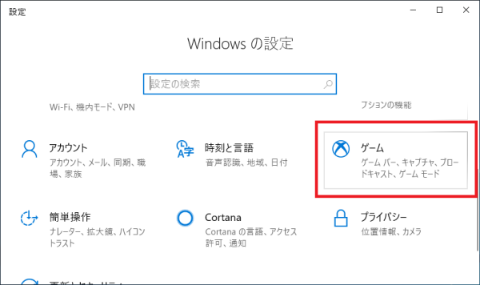 設定
Windows の設定
設定の検索
Wi-Fi、機内モード、VPN
プションの機能
アカウント
アカウント、メール、同期、職
場、家族
時刻と言語
音声認識、地域、日付
ゲーム
ゲーム バー、キャプチャ、ブロー
ドキャスト、ゲーム モード
簡単操作
ナレーター、拡大鏡、ハイコン
トラスト
Cortana
Cortana の言語、アクセス
許可、通知
プライバシー
位置情報、カメラ